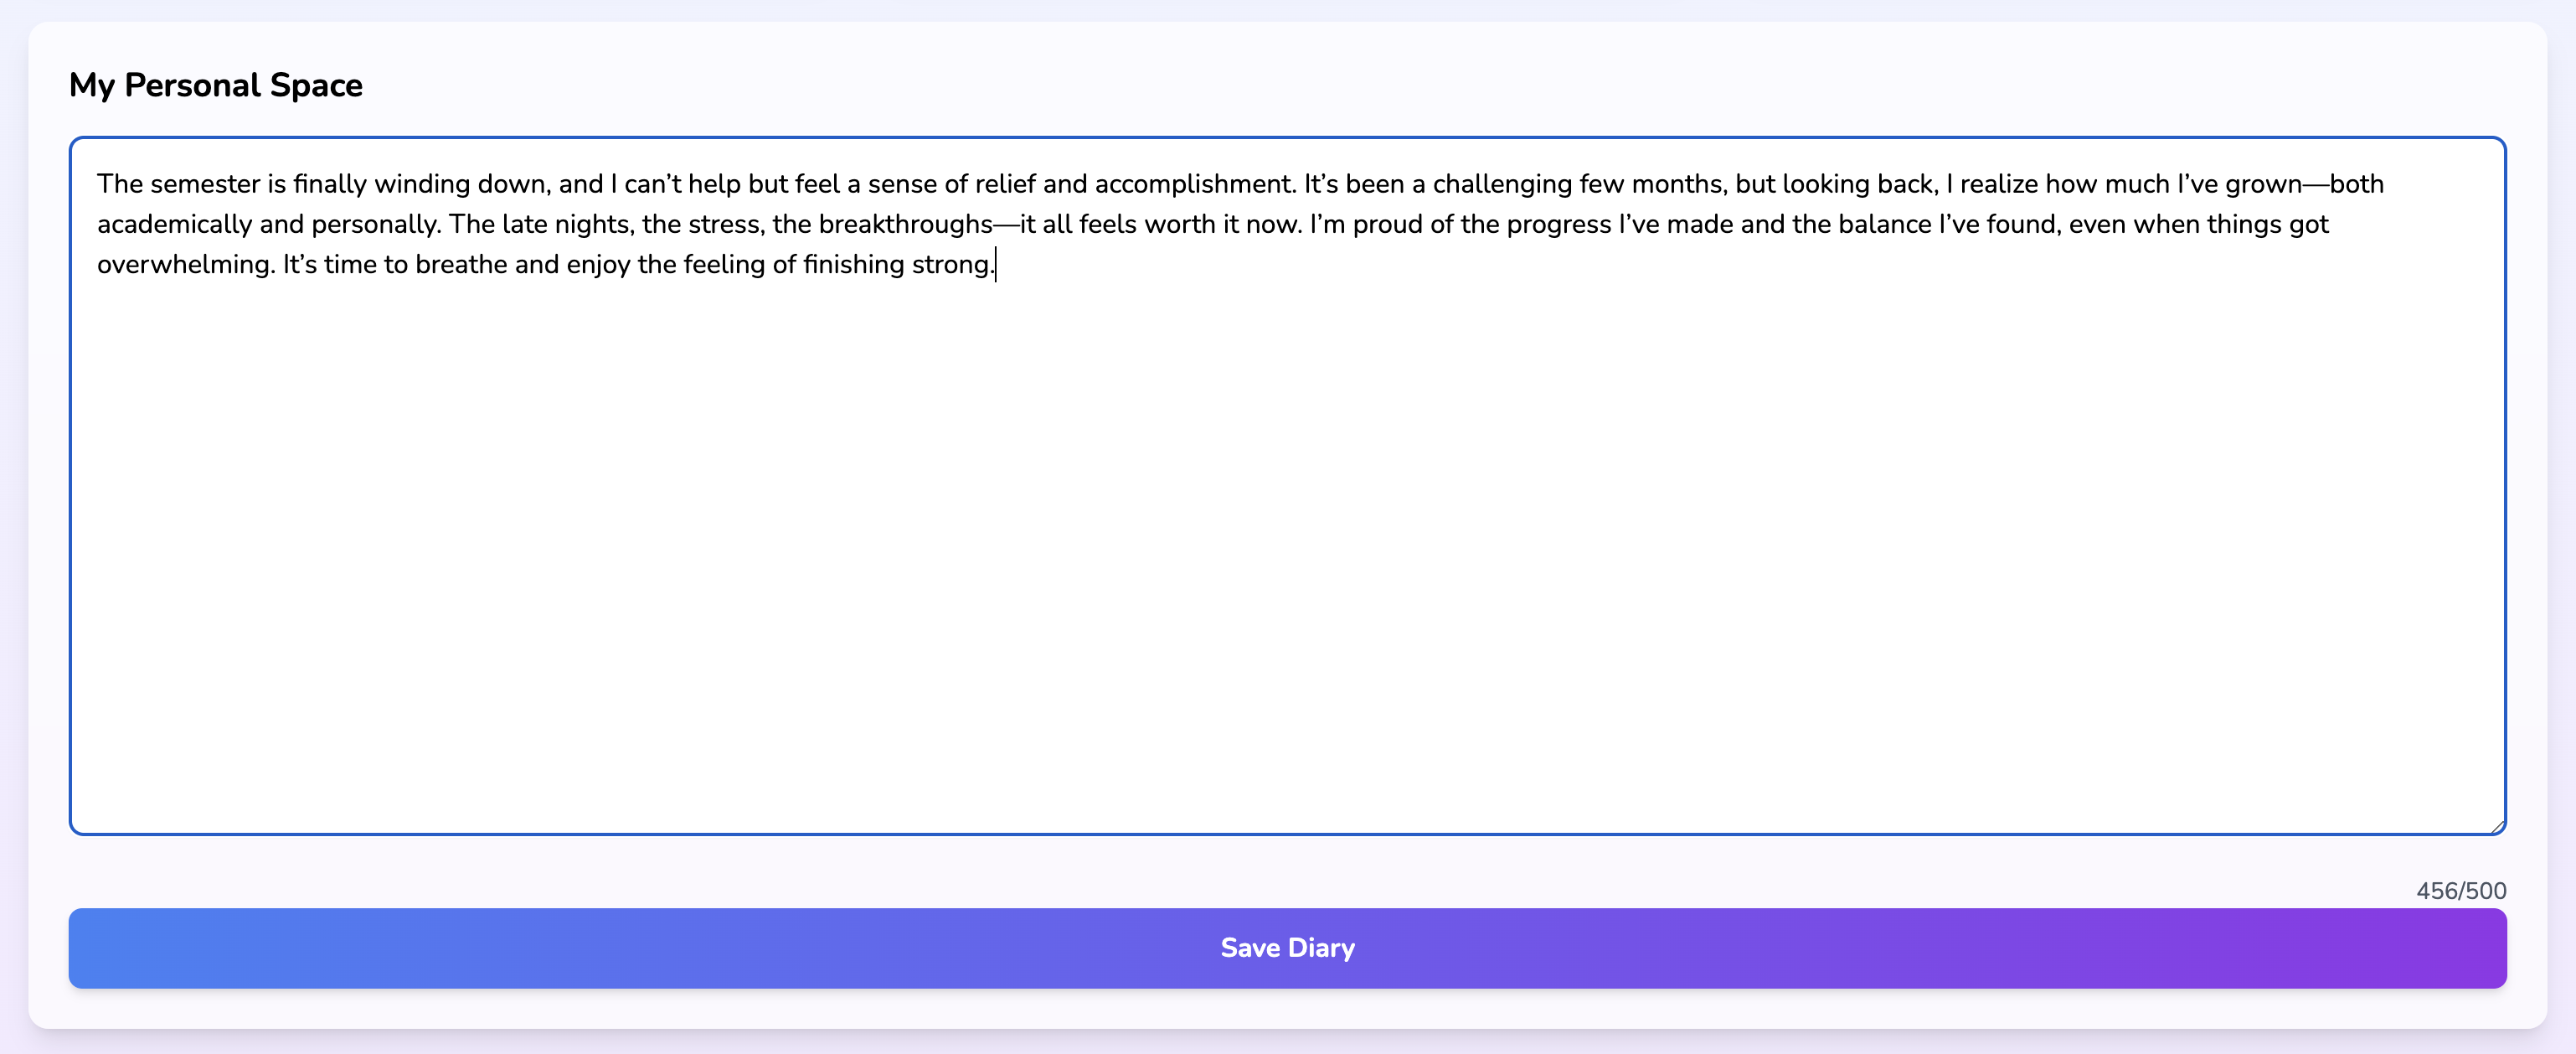 My Personal Space
The semester is finally winding down, and I can’t help but feel a sense of relief and accomplishment. It’s been a challenging few months, but looking back, I realize how much I’ve grown—both
academically and personally. The late nights, the stress, the breakthroughs—it all feels worth it now. I’m proud of the progress I’ve made and the balance I’ve found, even when things got
overwhelming. It’s time to breathe and enjoy the feeling of finishing strong.
456/500
Save Diary